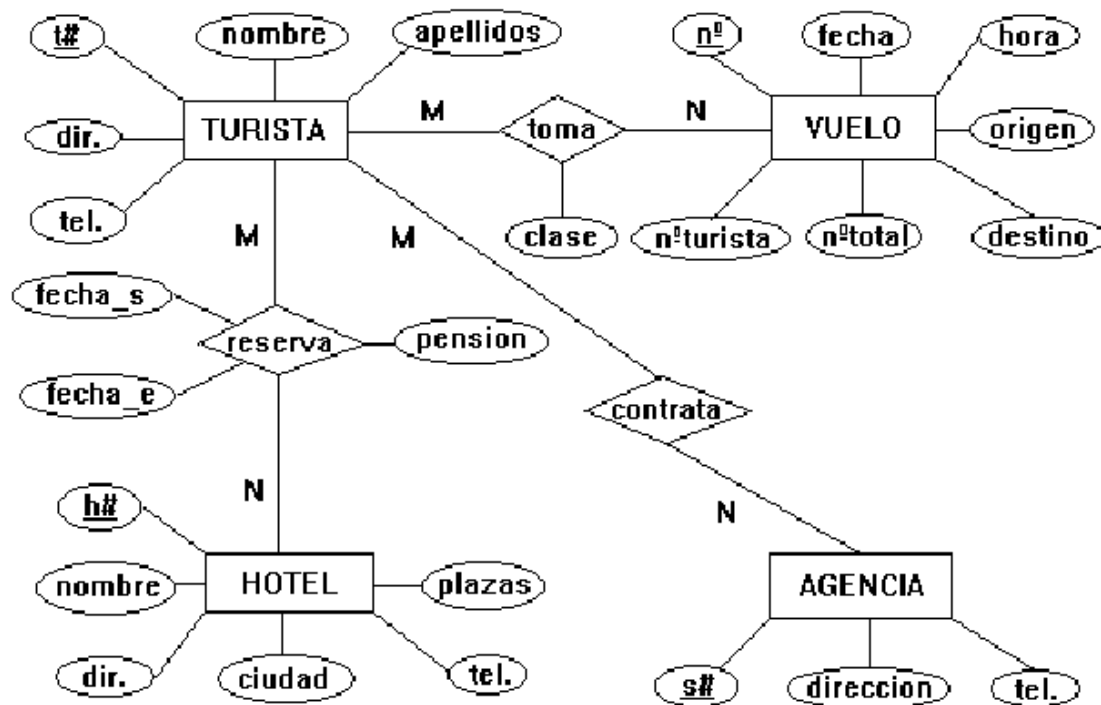 t#
nombre
apellidos
nº
fecha
hora
dir.
TURISTA
M
toma
N
VUELO
origen
tel.
clase
nºturista
nºtotal
destino
M
M
fecha_s
reserva
pension
fecha_e
contrata
N
N
h#
nombre
HOTEL
plazas
AGENCIA
dir.
ciudad
tel.
s#
direccion
tel.